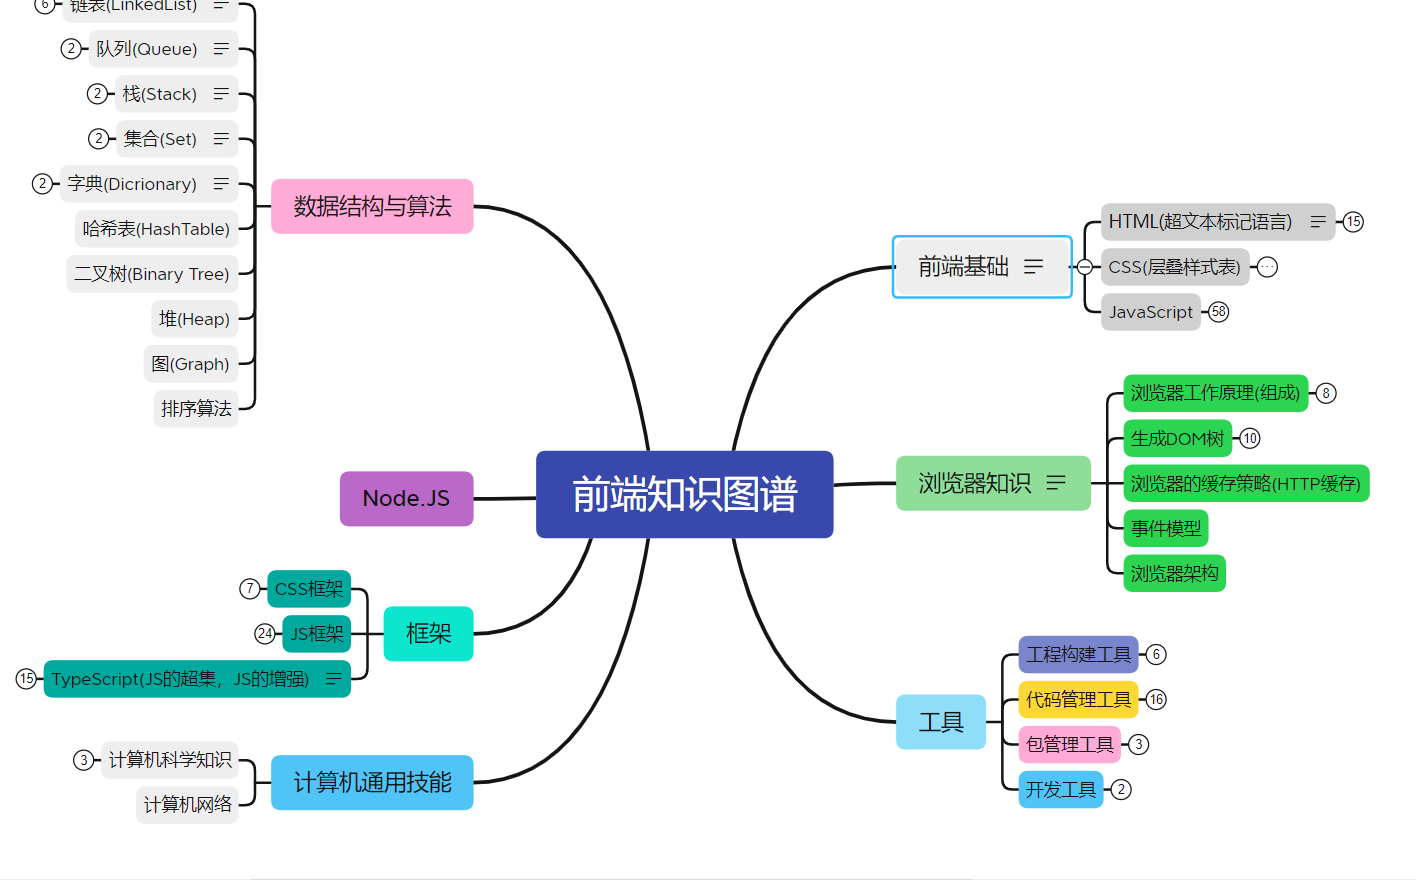 6
链表(LinkedList)
2
队列(Queue)
2
栈(Stack)
2
集合(Set)
2
字典(Dicrionary)
哈希表(HashTable)
二叉树(Binary Tree)
堆(Heap)
图(Graph)
排序算法
数据结构与算法
Node.JS
7
CSS框架
24
JS框架
15
TypeScript(JS的超集，JS的增强)
框架
3
计算机科学知识
计算机网络
计算机通用技能
前端知识图谱
前端基础
HTML(超文本标记语言)
15
CSS(层叠样式表)
···
JavaScript
58
浏览器知识
浏览器工作原理(组成)
8
生成DOM树
10
浏览器的缓存策略(HTTP缓存)
事件模型
浏览器架构
工具
工程构建工具
6
代码管理工具
16
包管理工具
3
开发工具
2